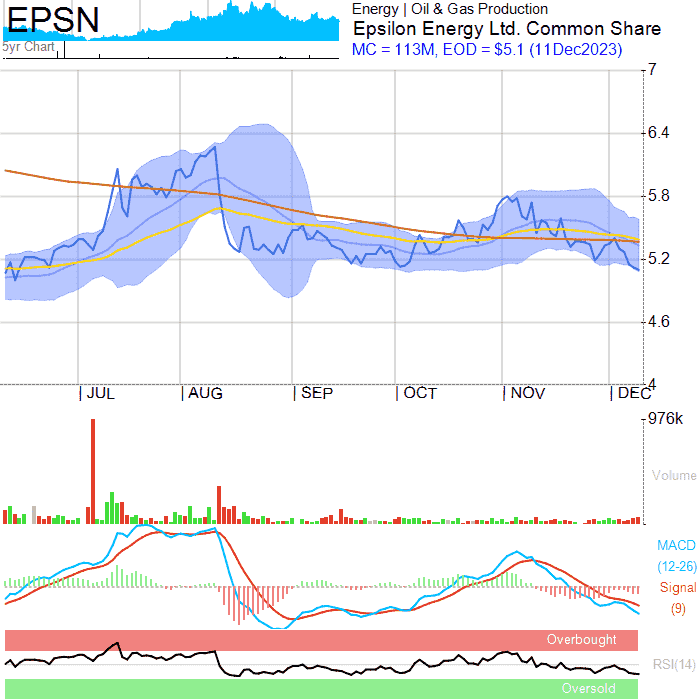 EPSN
5yr Chart
Energy | Oil & Gas Production
Epsilon Energy Ltd. Common Share
MC = 113M, EOD = $5.1 (11Dec2023)
7
6.4
5.8
5.2
4.6
4
| JUL | AUG | SEP | OCT | NOV | DEC
976k
Volume
MACD
(12-26)
Signal
(9)
Overbought
RSI(14)
Oversold